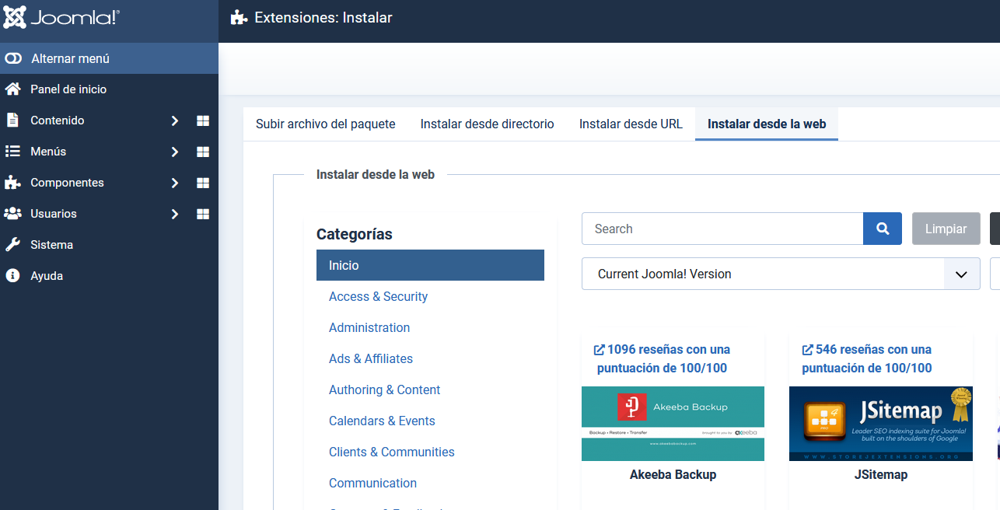 Joomla!®
Extensiones: Instalar
Alternar menú
Panel de inicio
Contenido
Menús
Componentes
Usuarios
Sistema
Ayuda
Subir archivo del paquete
Instalar desde directorio
Instalar desde URL
Instalar desde la web
Instalar desde la web
Categorías
Inicio
Access & Security
Administration
Ads & Affiliates
Authoring & Content
Calendars & Events
Clients & Communities
Communication
Search
Limpiar
Current Joomla! Version
1096 reseñas con una
puntuación de 100/100
Akeeba Backup
Backup • Restore • Transfer
brought to you by akeeba
www.akeebabackup.com
Akeeba Backup
546 reseñas con una
puntuación de 100/100
JSitemap
Leader SEO indexing suite for Joomla!
built on the shoulders of Google
WWW.STOREJEXTENSIONS.ORG
JSitemap